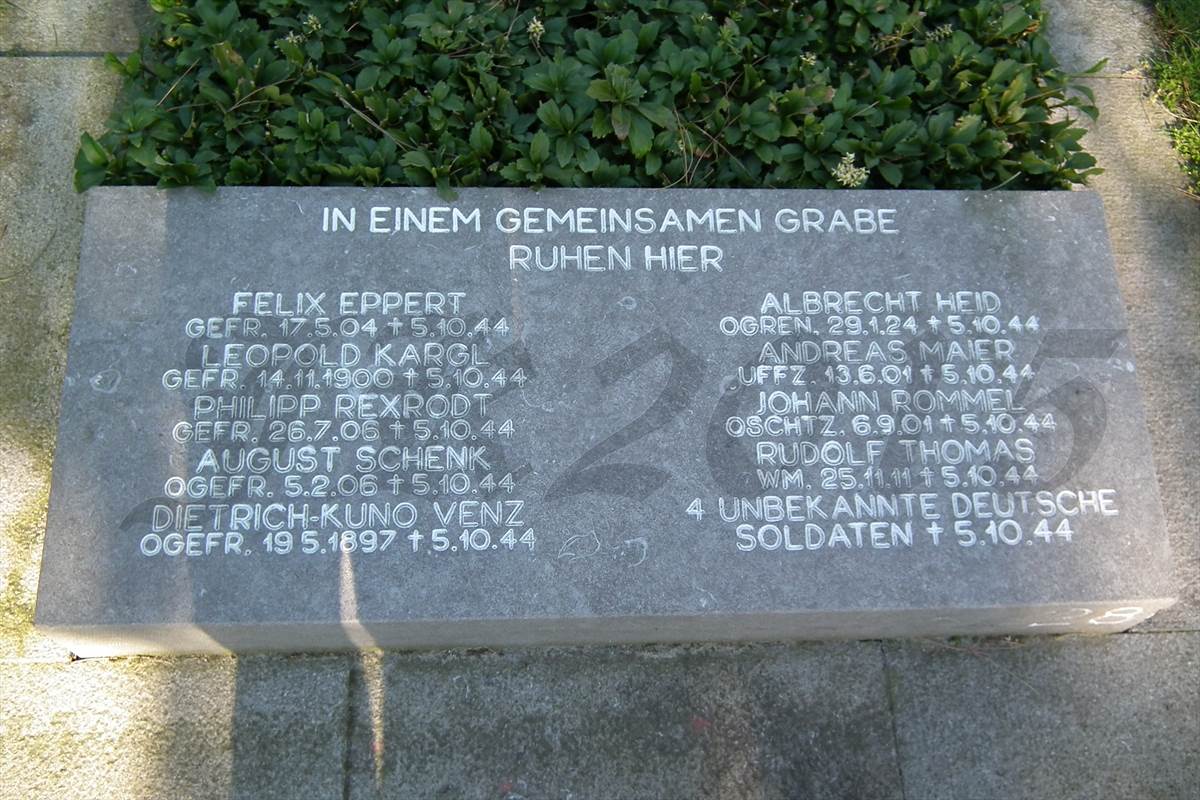 IN EINEM GEMEINSAMEN GRABE
RUHEN HIER
FELIX EPPERT
GEFR. 17.5.04 † 5.10.44
LEOPOLD KARGL
GEFR. 14.11.1900 † 5.10.44
PHILIPP REXRODT
GEFR. 26.7.06 † 5.10.44
AUGUST SCHENK
OGEFR. 5.2.06 † 5.10.44
DIETRICH-KUNO VENZ
OGEFR. 19.5.1897 † 5.10.44
ALBRECHT HEID
OGREN. 29.1.24 † 5.10.44
ANDREAS MAIER
UFFZ. 13.6.01 † 5.10.44
JOHANN ROMMEL
OSCHTZ. 6.9.01 † 5.10.44
RUDOLF THOMAS
WM. 25.11.11 † 5.10.44
4 UNBEKANNTE DEUTSCHE
SOLDATEN † 5.10.44
28